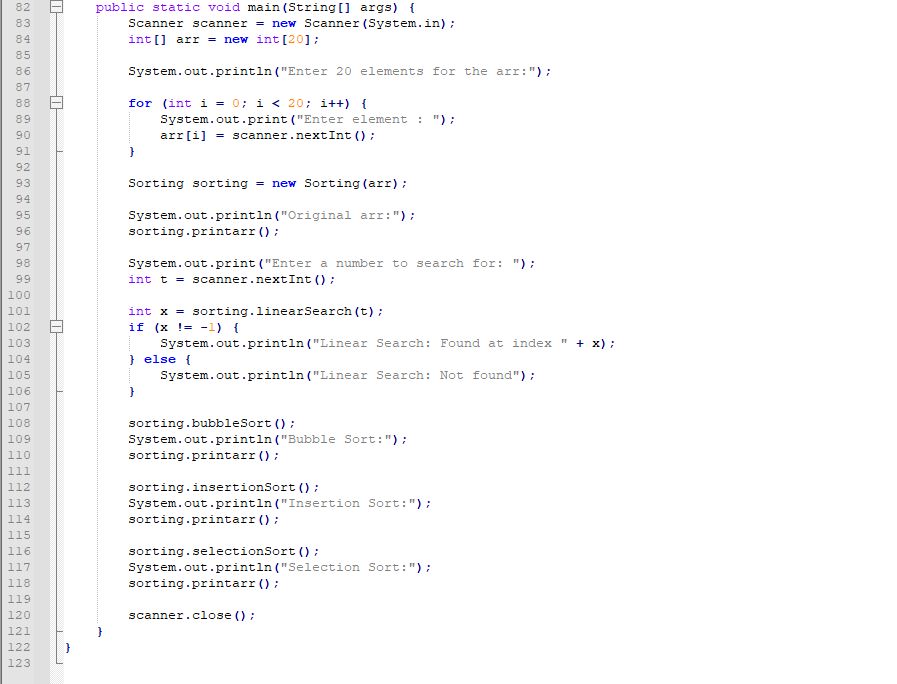 82 public static void main(String[] args) {
83 Scanner scanner = new Scanner(System.in);
84 int[] arr = new int[20];
85
86 System.out.println("Enter 20 elements for the arr:");
87
88 for (int i = 0; i < 20; i++) {
89 System.out.print("Enter element : ");
90 arr[i] = scanner.nextInt();
91 }
92
93 Sorting sorting = new Sorting(arr);
94
95 System.out.println("Original arr:");
96 sorting.printarr();
97
98 System.out.print("Enter a number to search for: ");
99 int t = scanner.nextInt();
100
101 int x = sorting.linearSearch(t);
102 if (x != -1) {
103 System.out.println("Linear Search: Found at index " + x);
104 } else {
105 System.out.println("Linear Search: Not found");
106 }
107
108 sorting.bubbleSort();
109 System.out.println("Bubble Sort:");
110 sorting.printarr();
111
112 sorting.insertionSort();
113 System.out.println("Insertion Sort:");
114 sorting.printarr();
115
116 sorting.selectionSort();
117 System.out.println("Selection Sort:");
118 sorting.printarr();
119
120 scanner.close();
121 }
122 }
123